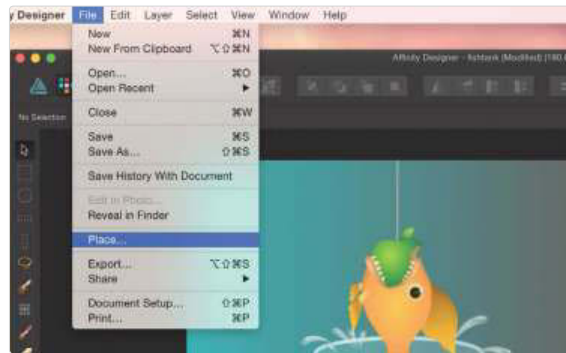 y Designer File Edit Layer Select View Window Help
New ⌘N
New From Clipboard ⌥⇧⌘N
Affinity Designer - fishtank (Modified) [180.
Open... ⌘O
Open Recent ▶
Close ⌘W
No Selection
Save ⌘S
Save As... ⇧⌘S
Save History With Document
Edit in Photo...
Reveal in Finder
Place...
Export... ⌥⇧⌘S
Share ▶
Document Setup... ⇧⌘P
Print... ⌘P